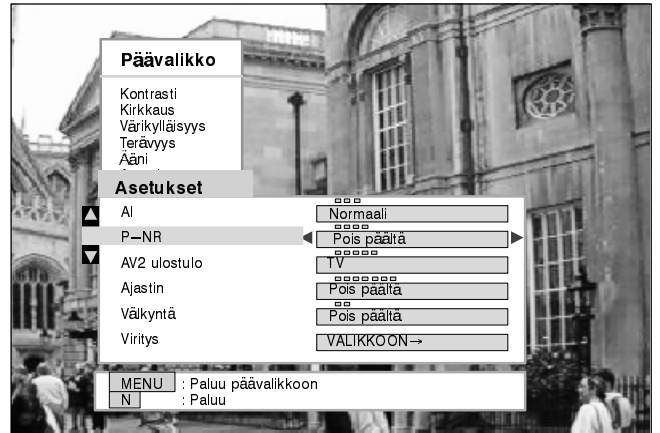 Päävalikko
Kontrasti
Kirkkaus
Värikylläisyys
Terävyys
Ääni
Asetukset
AI Normaali
P–NR Pois päältä
AV2 ulostulo TV
Ajastin Pois päältä
Välkyntä Pois päältä
Viritys VALIKKOON→
MENU : Paluu päävalikkoon
N : Paluu